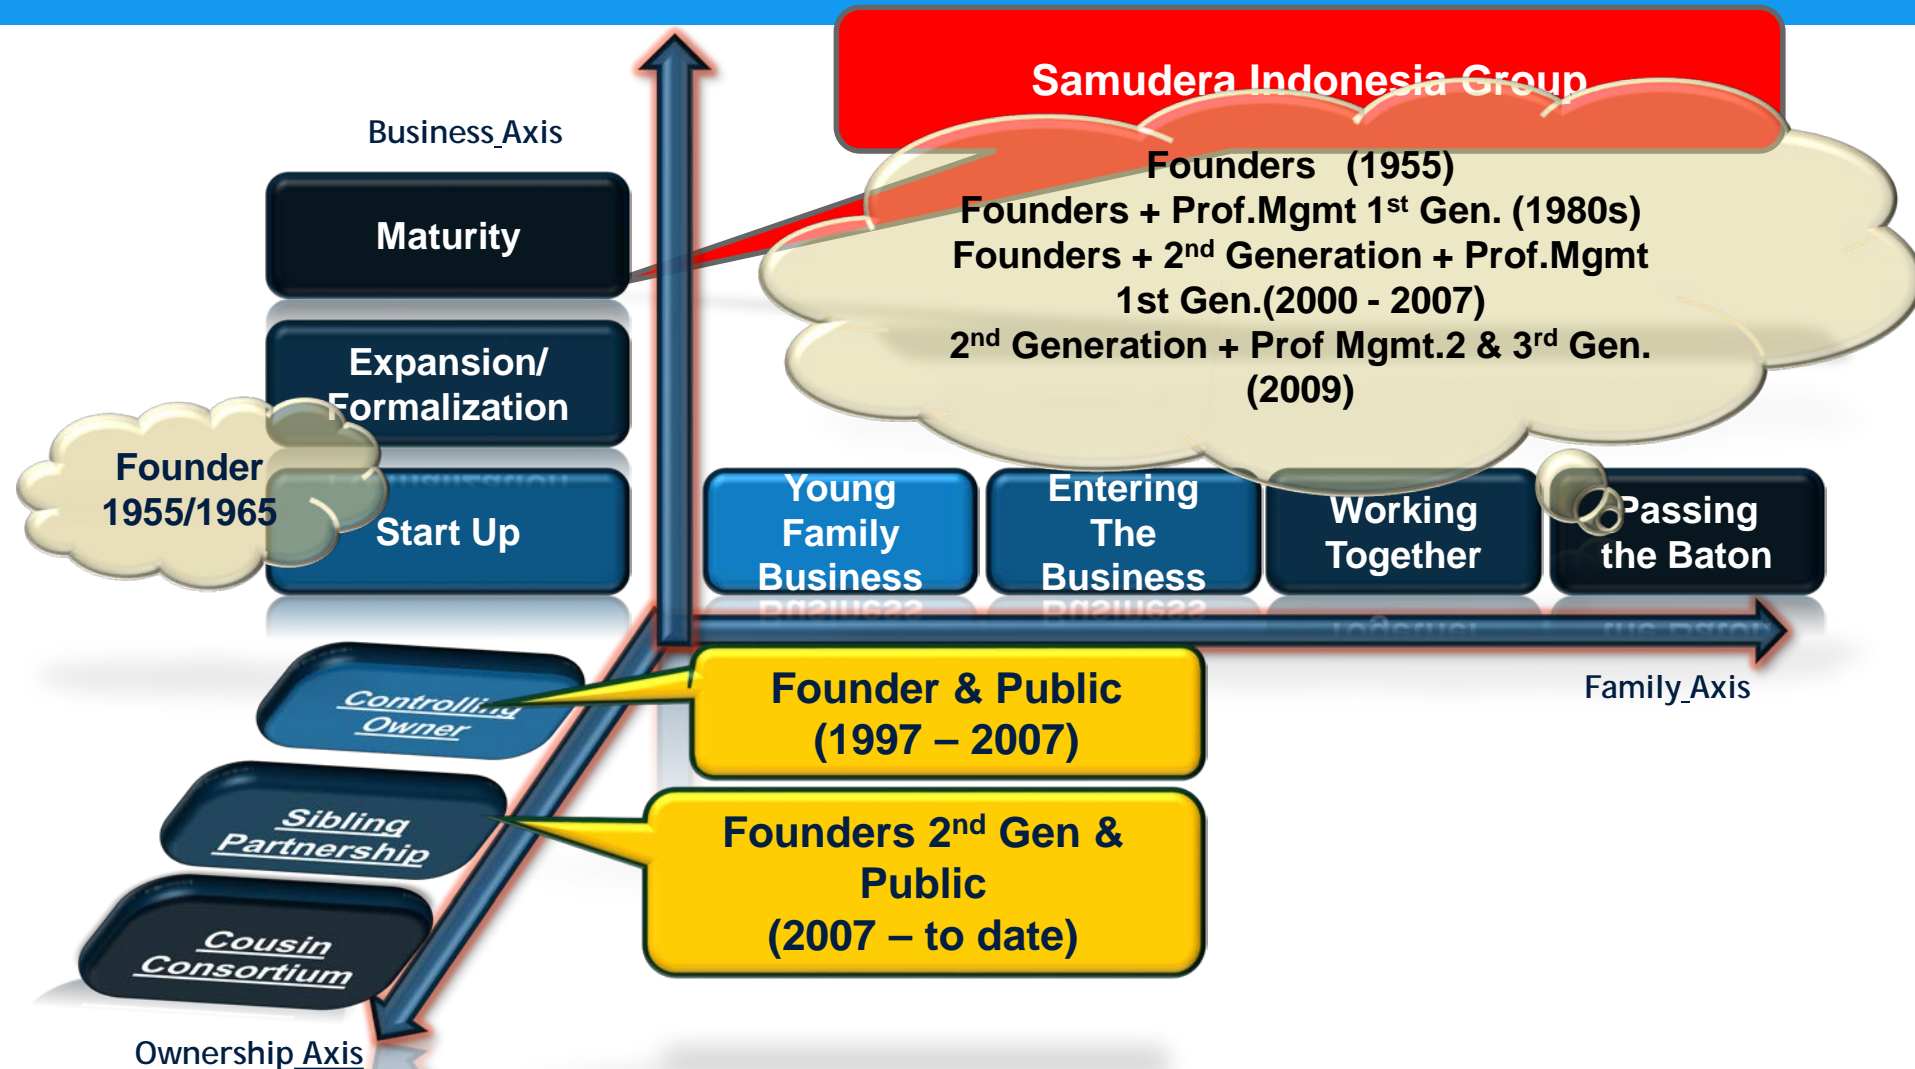 Samudera Indonesia Group
Business Axis
Founders (1955)
Founders + Prof.Mgmt 1st Gen. (1980s)
Founders + 2nd Generation + Prof.Mgmt
1st Gen.(2000 - 2007)
2nd Generation + Prof Mgmt.2 & 3rd Gen.
(2009)
Maturity
Expansion/
Formalization
Founder
1955/1965
Start Up
Young
Family
Business
Entering
The
Business
Working
Together
Passing
the Baton
Family Axis
Controlling
Owner
Founder & Public
(1997 – 2007)
Sibling
Partnership
Founders 2nd Gen &
Public
(2007 – to date)
Cousin
Consortium
Ownership Axis